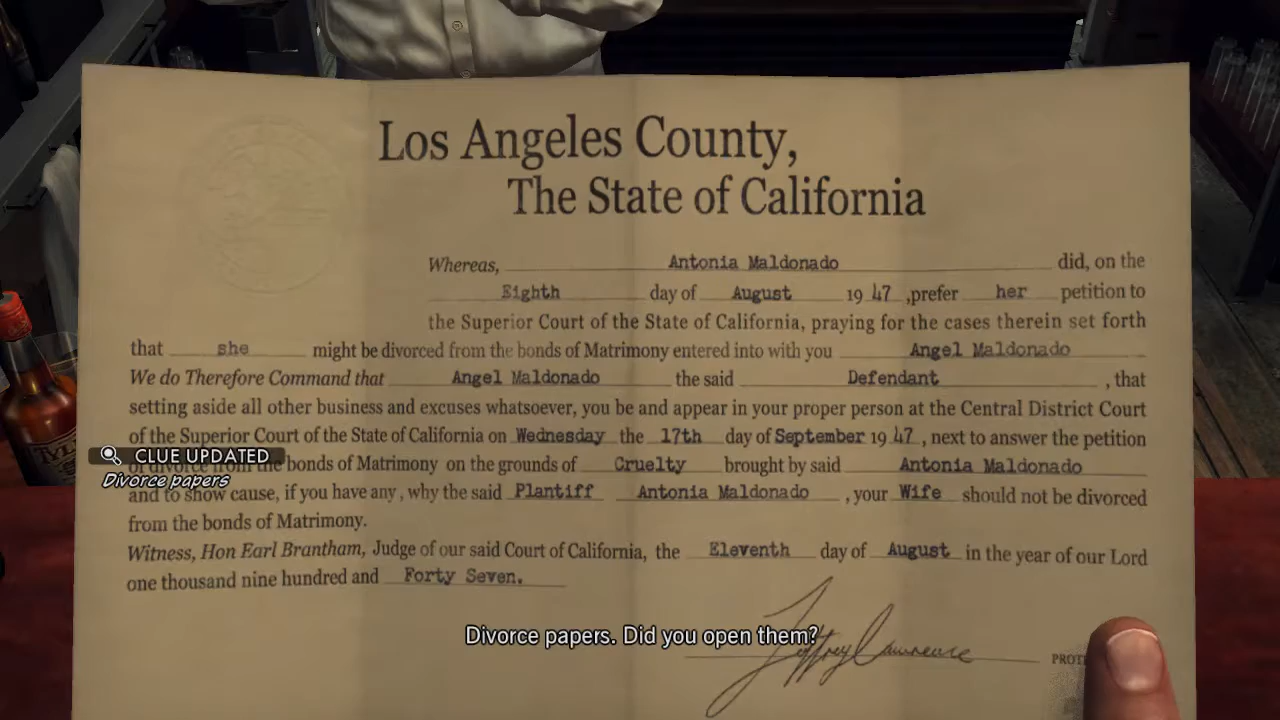 Los Angeles County,
The State of California
Whereas, Antonia Maldonado did, on the
Eighth day of August 19 47 ,prefer her petition to
the Superior Court of the State of California, praying for the cases therein set forth
that she might be divorced from the bonds of Matrimony entered into with you Angel Maldonado
We do Therefore Command that Angel Maldonado the said Defendant , that
setting aside all other business and excuses whatsoever, you be and appear in your proper person at the Central District Court
of the Superior Court of the State of California on Wednesday the 17th day of September 19 47 , next to answer the petition
CLUE UPDATED
of divorce from the bonds of Matrimony on the grounds of Cruelty brought by said Antonia Maldonado
Divorce papers
and to show cause, if you have any, why the said Plantiff Antonia Maldonado , your Wife should not be divorced
from the bonds of Matrimony.
Witness, Hon Earl Brantham, Judge of our said Court of California, the Eleventh day of August in the year of our Lord
one thousand nine hundred and Forty Seven.
Divorce papers. Did you open them?
Jeffrey Lawrence